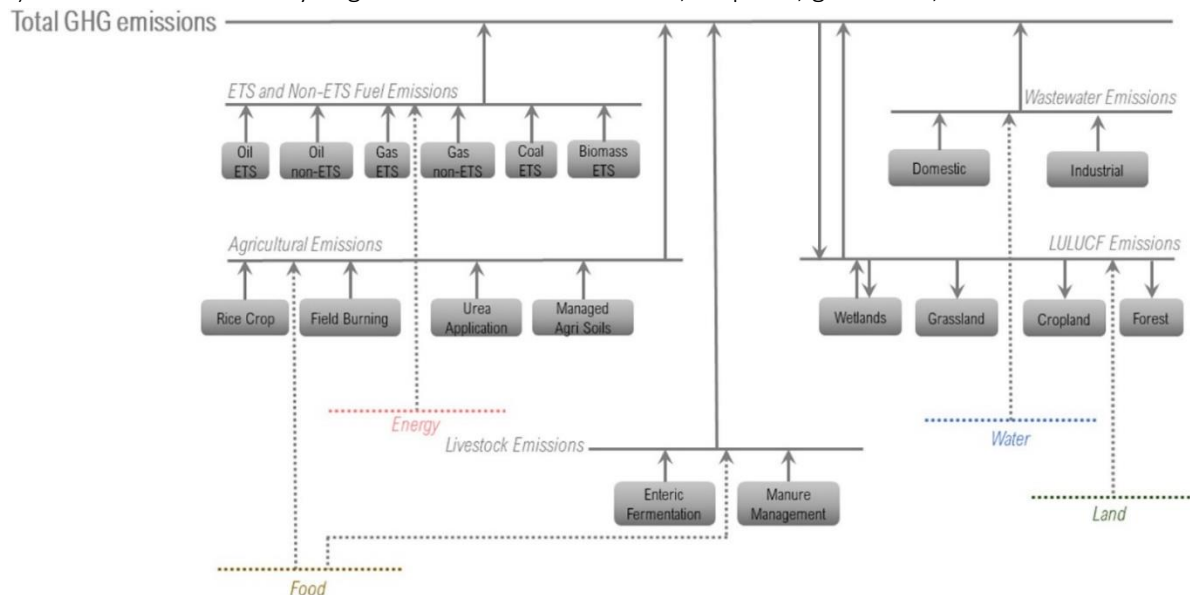 Total GHG emissions
ETS and Non-ETS Fuel Emissions
Wastewater Emissions
Oil
ETS
Oil
non-ETS
Gas
ETS
Gas
non-ETS
Coal
ETS
Biomass
ETS
Domestic
Industrial
Agricultural Emissions
LULUCF Emissions
Rice Crop
Field Burning
Urea
Application
Managed
Agri Soils
Wetlands
Grassland
Cropland
Forest
Energy
Water
Livestock Emissions
Enteric
Fermentation
Manure
Management
Land
Food